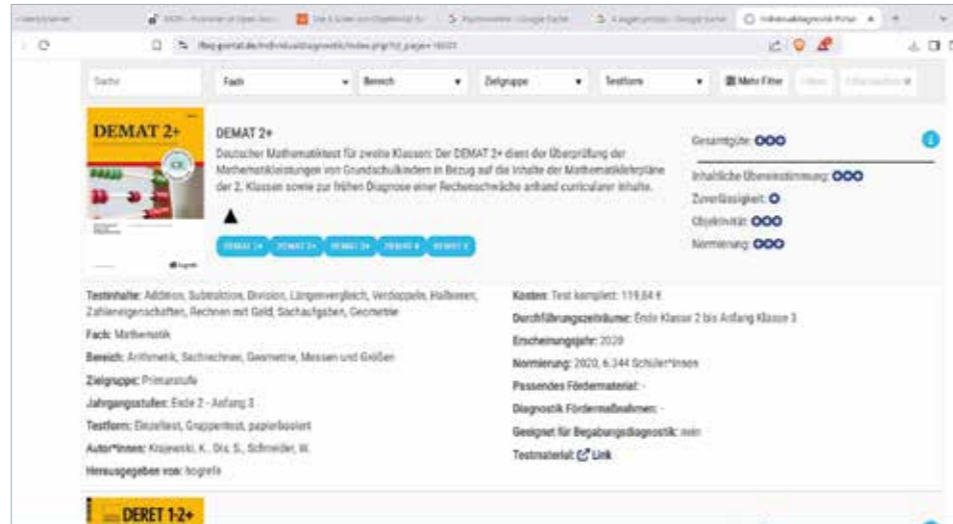 Suche Fach Bereich Zielgruppe Testform Mehr Filter
DEMAT 2+
DEMAT 2+
Deutscher Mathematiktest für zweite Klassen: Der DEMAT 2+ dient der Überprüfung der
Mathematikleistungen von Grundschulkindern in Bezug auf die Inhalte der Mathematiklehrpläne
der 2. Klassen sowie zur frühen Diagnose einer Rechenschwäche anhand curricularer Inhalte.
Gesamtgüte:
Inhaltliche Übereinstimmung:
Zuverlässigkeit:
Objektivität:
Normierung:
hogrefe
Testinhalte: Addition, Subtraktion, Division, Längenvergleich, Verdoppeln, Halbieren,
Zahleneigenschaften, Rechnen mit Geld, Sachaufgaben, Geometrie
Fach: Mathematik
Bereich: Arithmetik, Sachrechnen, Geometrie, Messen und Größen
Zielgruppe: Primarstufe
Jahrgangsstufen: Ende 2 - Anfang 3
Testform: Einzeltest, Gruppentest, papierbasiert
Autor*innen: Krajewski, K., Dix, S., Schneider, W.
Herausgegeben von: hogrefe
Kosten: Test komplett: 119,84 €
Durchführungszeiträume: Ende Klasse 2 bis Anfang Klasse 3
Erscheinungsjahr: 2020
Normierung: 2020, 6.344 Schüler*innen
Passendes Fördermaterial: -
Diagnostik Fördermaßnahmen: -
Geeignet für Begabungsdiagnostik: nein
Testmaterial: Link
DERET 1-2+